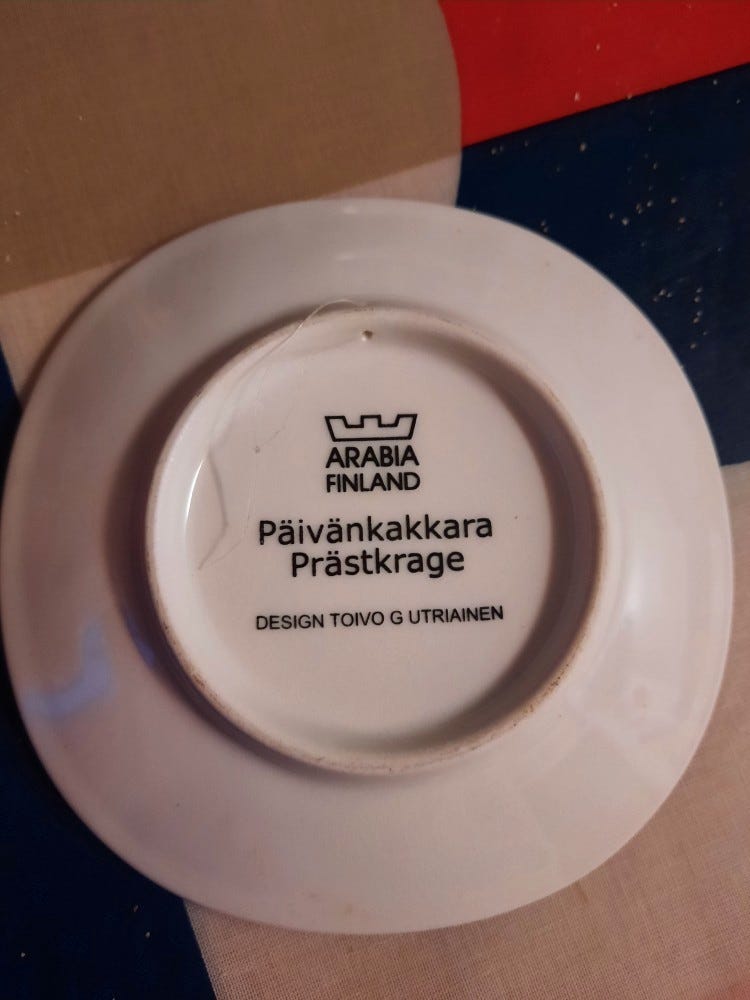 ARABIA
FINLAND
Päivänkakkara
Prästkrage
DESIGN TOIVO G UTRIAINEN